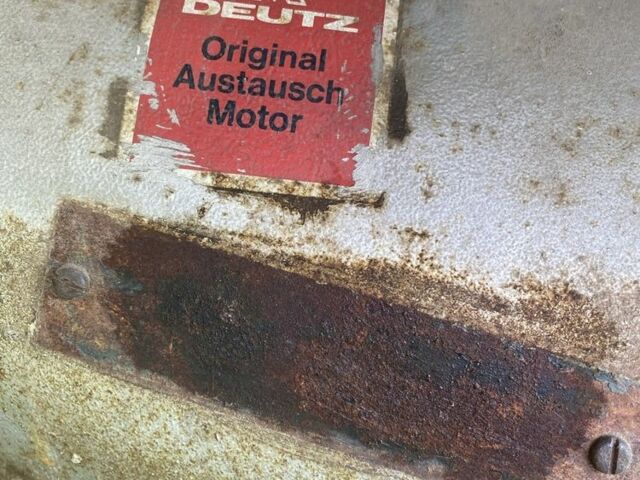 DEUTZ
Original
Austausch
Motor